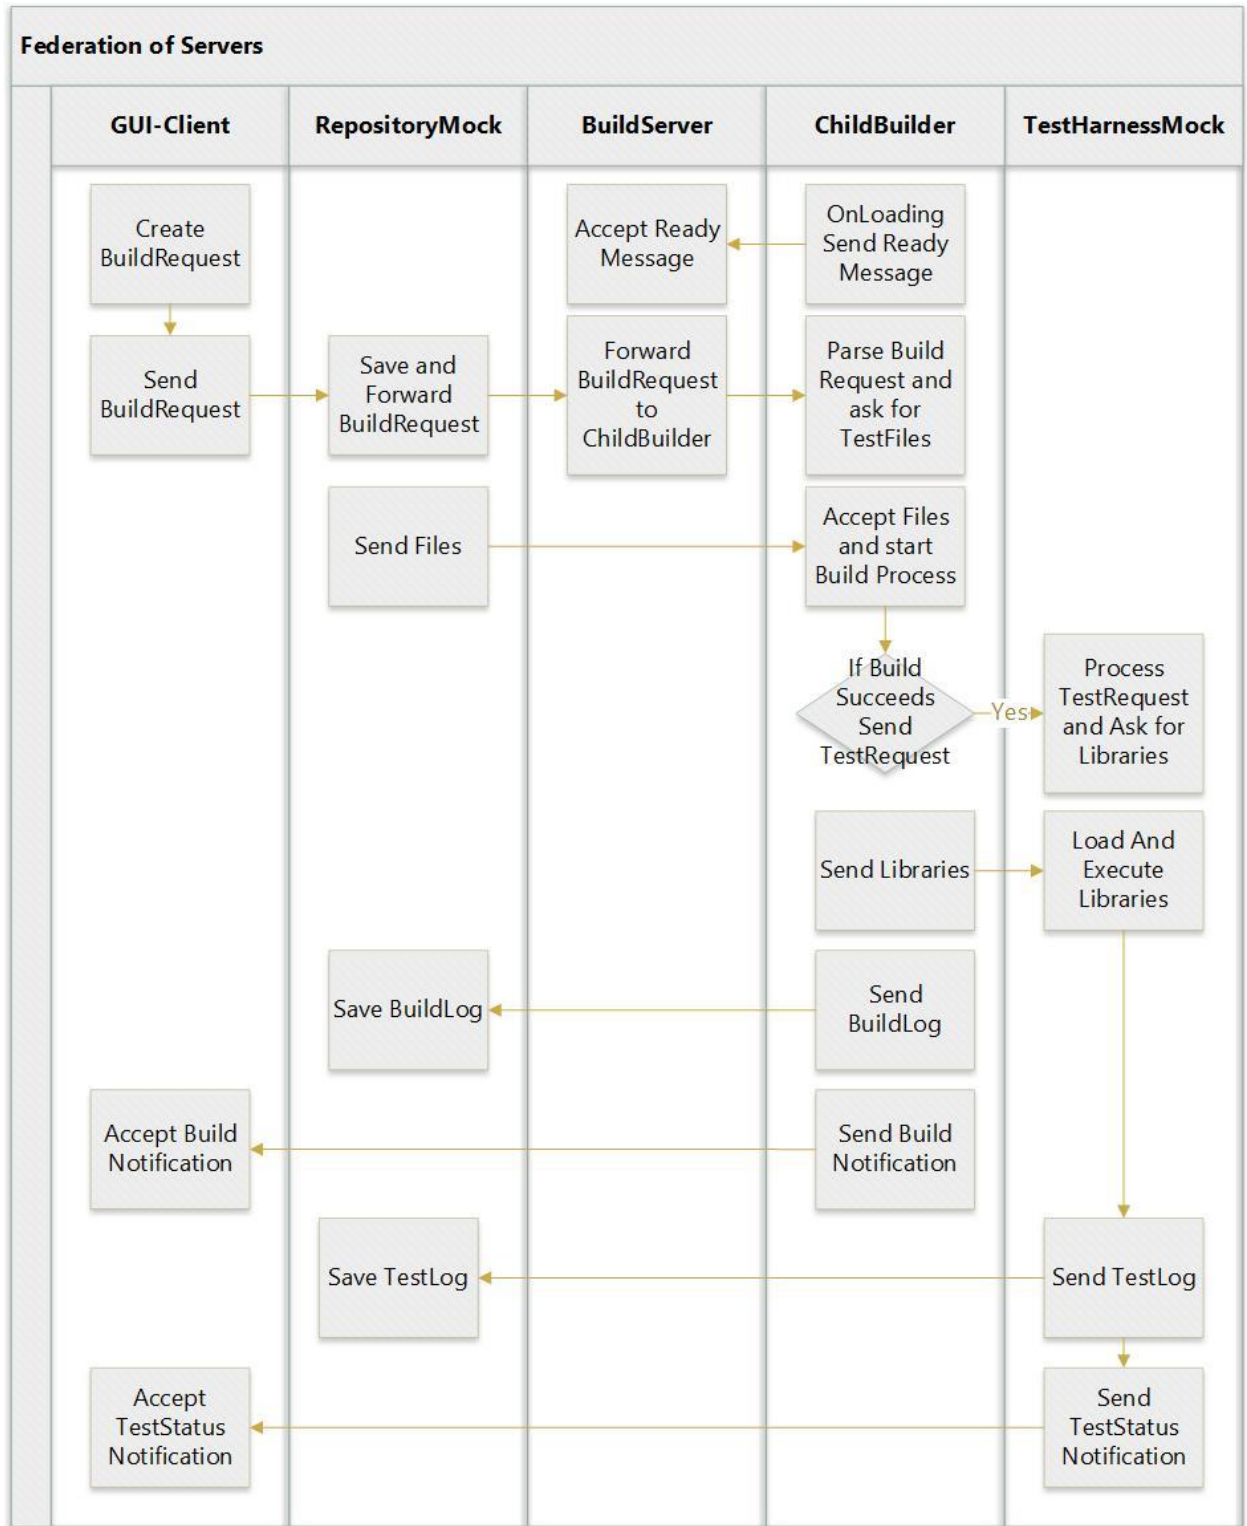 Federation of Servers
GUI-Client
RepositoryMock
BuildServer
ChildBuilder
TestHarnessMock
Create
BuildRequest
Accept Ready
Message
OnLoading
Send Ready
Message
Send
BuildRequest
Save and
Forward
BuildRequest
Forward
BuildRequest
to
ChildBuilder
Parse Build
Request and
ask for
TestFiles
Send Files
Accept Files
and start
Build Process
If Build
Succeeds
Send
TestRequest
Yes
Process
TestRequest
and Ask for
Libraries
Send Libraries
Load And
Execute
Libraries
Save BuildLog
Send
BuildLog
Accept Build
Notification
Send Build
Notification
Save TestLog
Send TestLog
Accept
TestStatus
Notification
Send
TestStatus
Notification